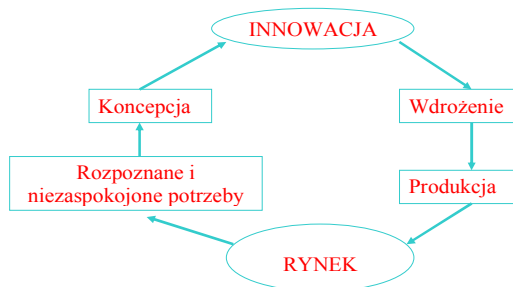 INNOWACJA
Koncepcja
Wdrożenie
Rozpoznane i
niezaspokojone potrzeby
Produkcja
RYNEK